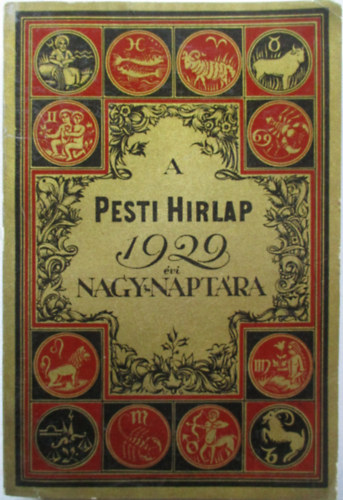 A
PESTI HIRLAP
1929
évi
NAGY-NAPTÁRA